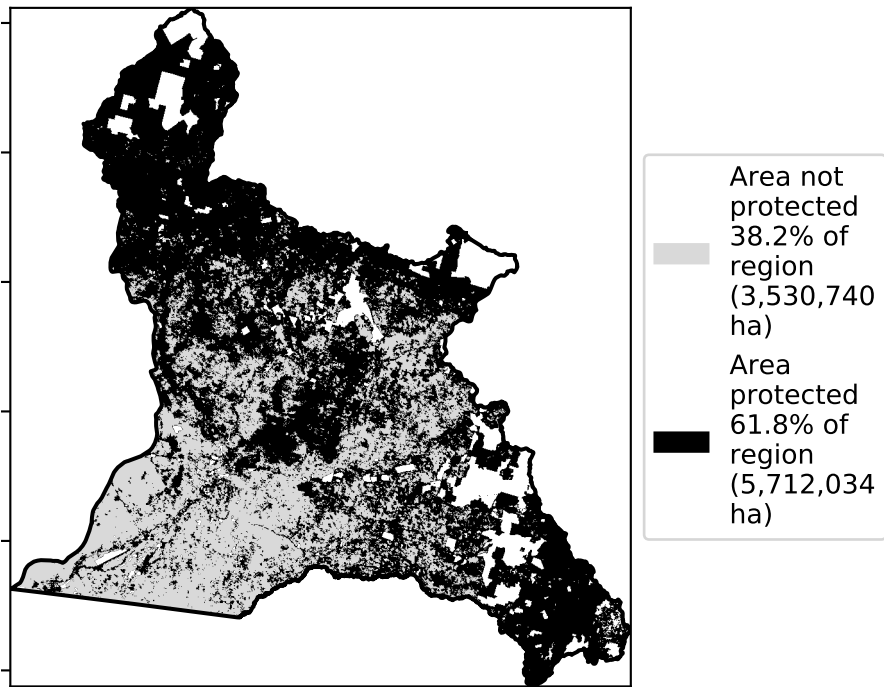 Area not
protected
38.2% of
region
(3,530,740
ha)
Area
protected
61.8% of
region
(5,712,034
ha)